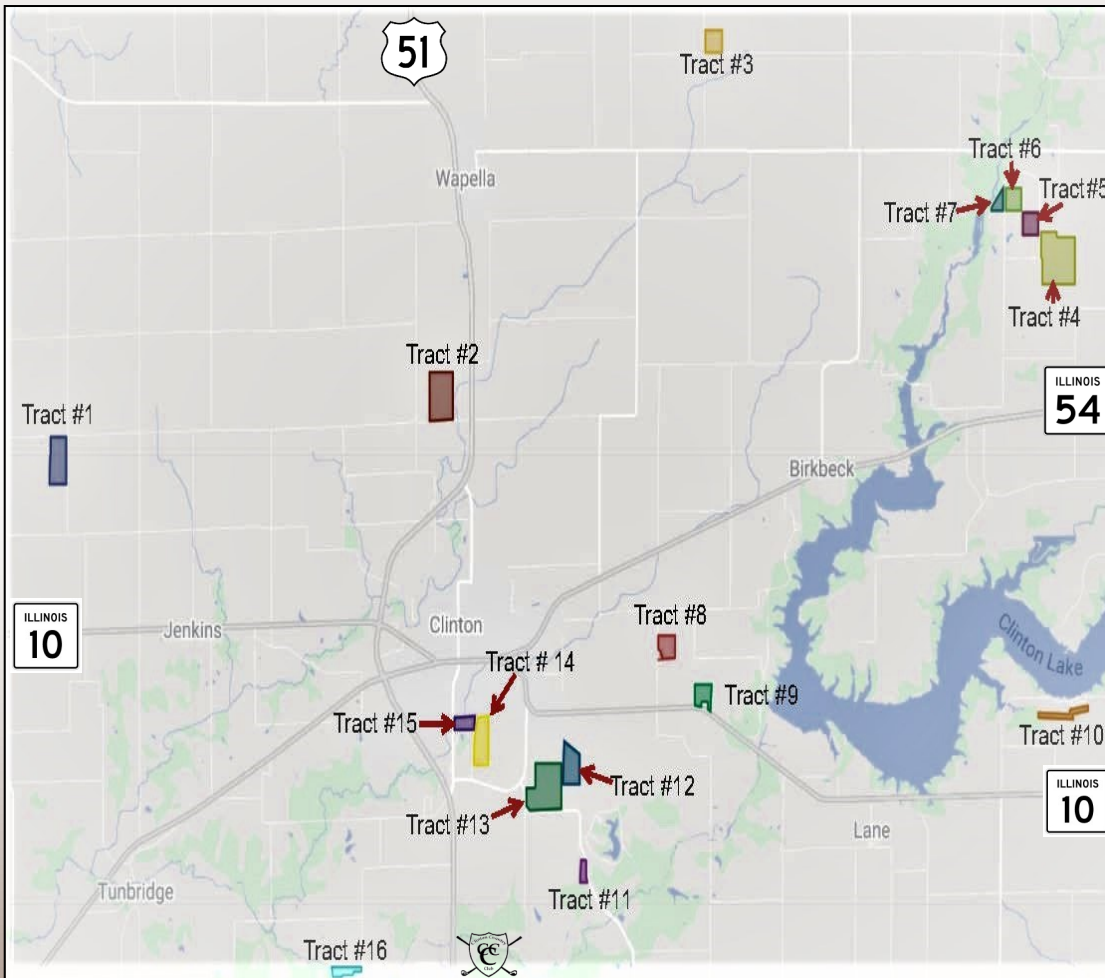 51
Tract #3
Wapella
Tract #6
Tract#5
Tract #7
Tract #4
Tract #2
ILLINOIS
54
Tract #1
Birkbeck
ILLINOIS
10
Jenkins
Clinton
Tract #8
Clinton Lake
Tract # 14
Tract #15
Tract #9
Tract #10
Tract #12
ILLINOIS
10
Tract #13
Lane
Tract #11
Tunbridge
Tract #16
CCC
Club